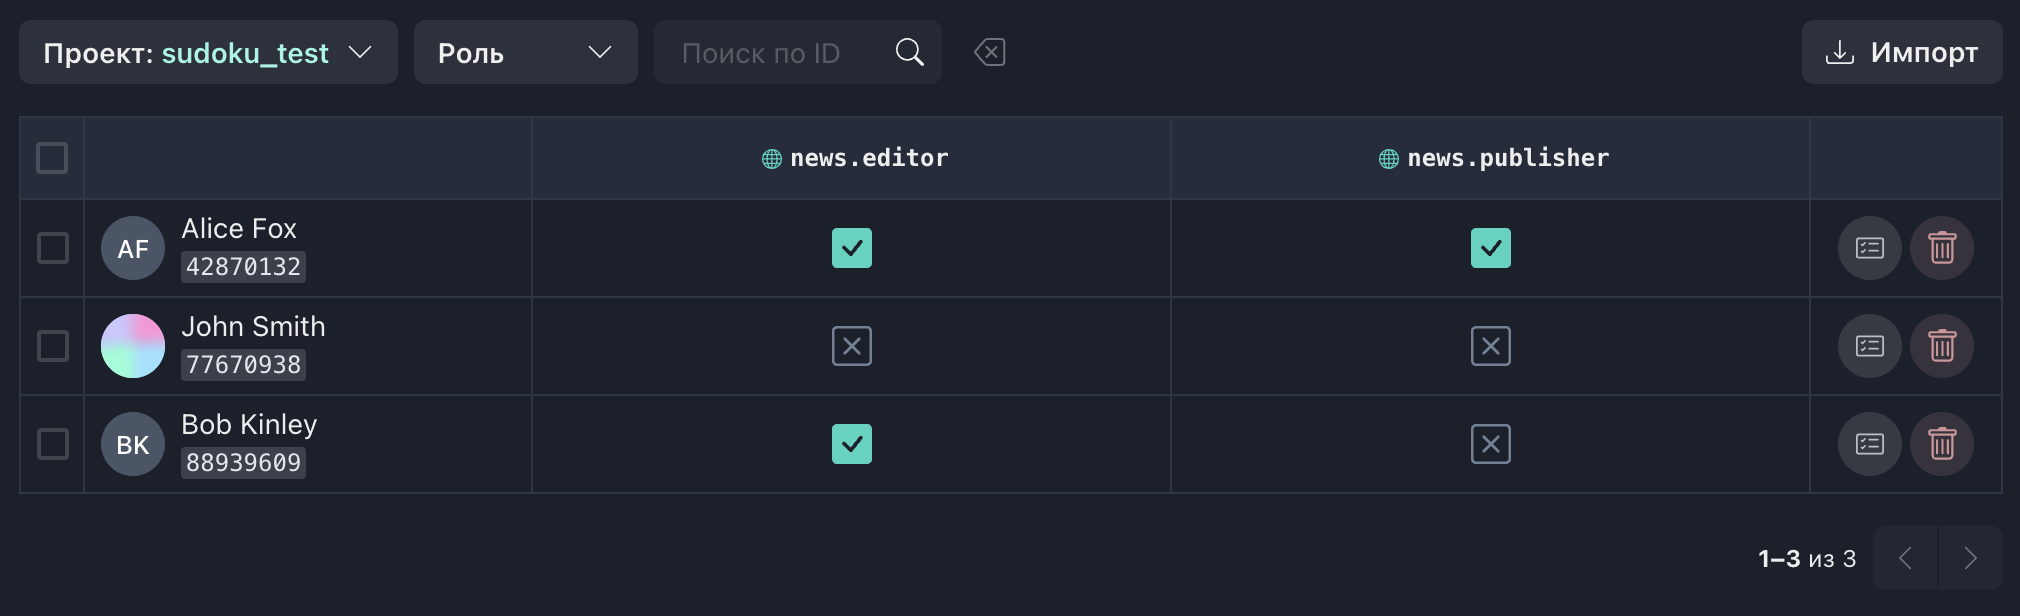 Проект: sudoku_test
Роль
Поиск по ID
Импорт
news.editor
news.publisher
AF
Alice Fox
42870132
John Smith
77670938
BK
Bob Kinley
88939609
1–3 из 3